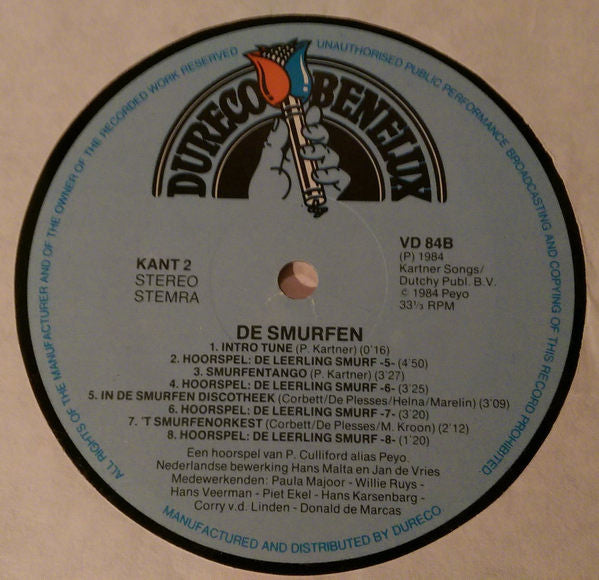 DURECO BENELUX
ALL RIGHTS OF THE MANUFACTURER AND OF THE OWNER OF THE RECORDED WORK RESERVED
UNAUTHORISED PUBLIC PERFORMANCE BROADCASTING AND COPYING OF THIS RECORD PROHIBITED.
KANT 2
STEREO
STEMRA
VD 84B
(P) 1984
Kartner Songs/
Dutchy Publ. B.V.
© 1984 Peyo
33⅓ RPM
DE SMURFEN
1. INTRO TUNE (P. Kartner) (0'16)
2. HOORSPEL: DE LEERLING SMURF -5- (4'50)
3. SMURFENTANGO (P. Kartner) (3'27)
4. HOORSPEL: DE LEERLING SMURF -6- (3'25)
5. IN DE SMURFEN DISCOTHEEK (Corbett/De Plesses/Helna/Marelin) (3'09)
6. HOORSPEL: DE LEERLING SMURF -7- (3'20)
7. 'T SMURFENORKEST (Corbett/De Plesses/M. Kroon) (2'12)
8. HOORSPEL: DE LEERLING SMURF -8- (1'20)
Een hoorspel van P. Culliford alias Peyo.
Nederlandse bewerking Hans Malta en Jan de Vries
Medewerkenden: Paula Majoor - Willie Ruys -
Hans Veerman - Piet Ekel - Hans Karsenbarg -
Corry v.d. Linden - Donald de Marcas
MANUFACTURED AND DISTRIBUTED BY DURECO